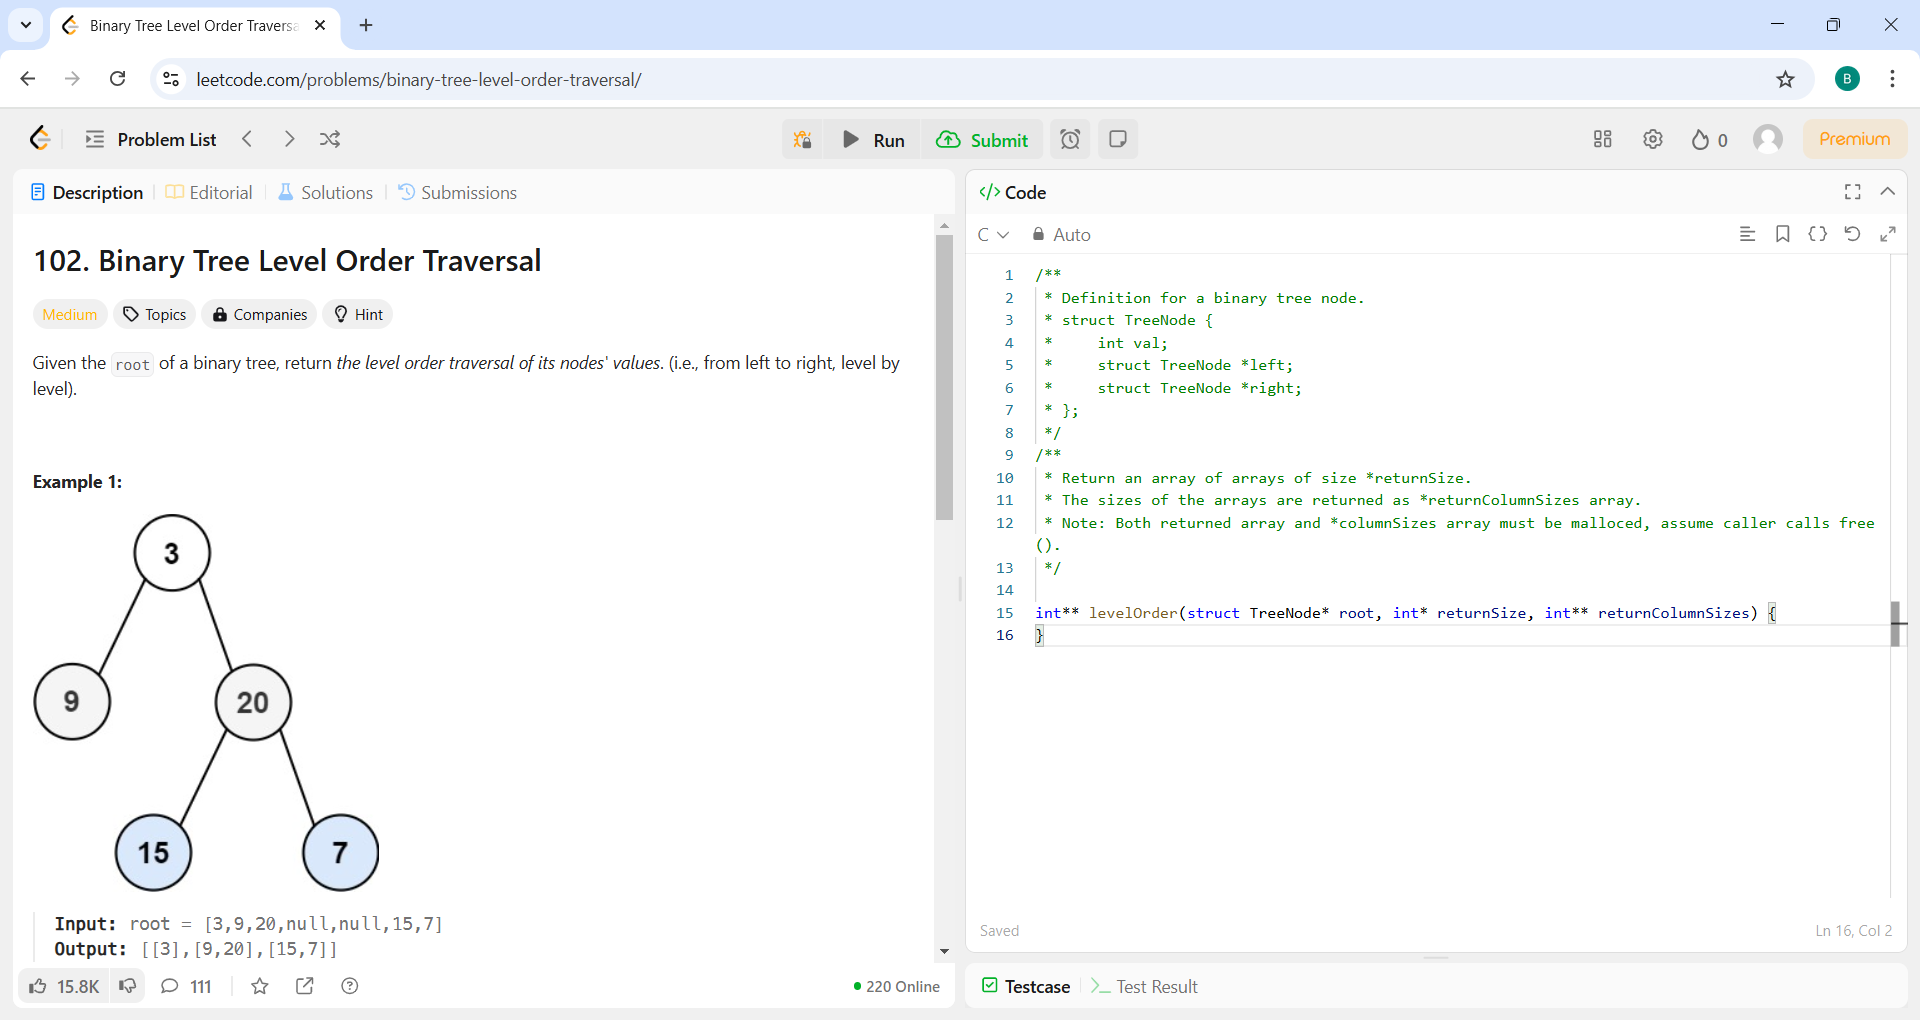 Binary Tree Level Order Traversa
leetcode.com/problems/binary-tree-level-order-traversal/
B
Problem List
Run
Submit
0
Premium
Description
Editorial
Solutions
Submissions
102. Binary Tree Level Order Traversal
Medium
Topics
Companies
Hint
Given the root of a binary tree, return the level order traversal of its nodes' values. (i.e., from left to right, level by
level).
Example 1:
3
9
20
15
7
Input: root = [3,9,20,null,null,15,7]
Output: [[3],[9,20],[15,7]]
15.8K
111
220 Online
</> Code
C
Auto
1 /**
2 * Definition for a binary tree node.
3 * struct TreeNode {
4 *     int val;
5 *     struct TreeNode *left;
6 *     struct TreeNode *right;
7 * };
8 */
9 /**
10 * Return an array of arrays of size *returnSize.
11 * The sizes of the arrays are returned as *returnColumnSizes array.
12 * Note: Both returned array and *columnSizes array must be malloced, assume caller calls free
().
13 */
14
15 int** levelOrder(struct TreeNode* root, int* returnSize, int** returnColumnSizes) {
16 }
Saved
Ln 16, Col 2
Testcase
Test Result